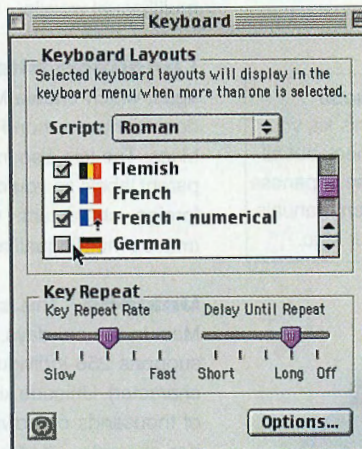 Keyboard
Keyboard Layouts
Selected keyboard layouts will display in the
keyboard menu when more than one is selected.
Script: Roman
Flemish
French
French – numerical
German
Key Repeat
Key Repeat Rate Delay Until Repeat
Slow Fast Short Long Off
Options...